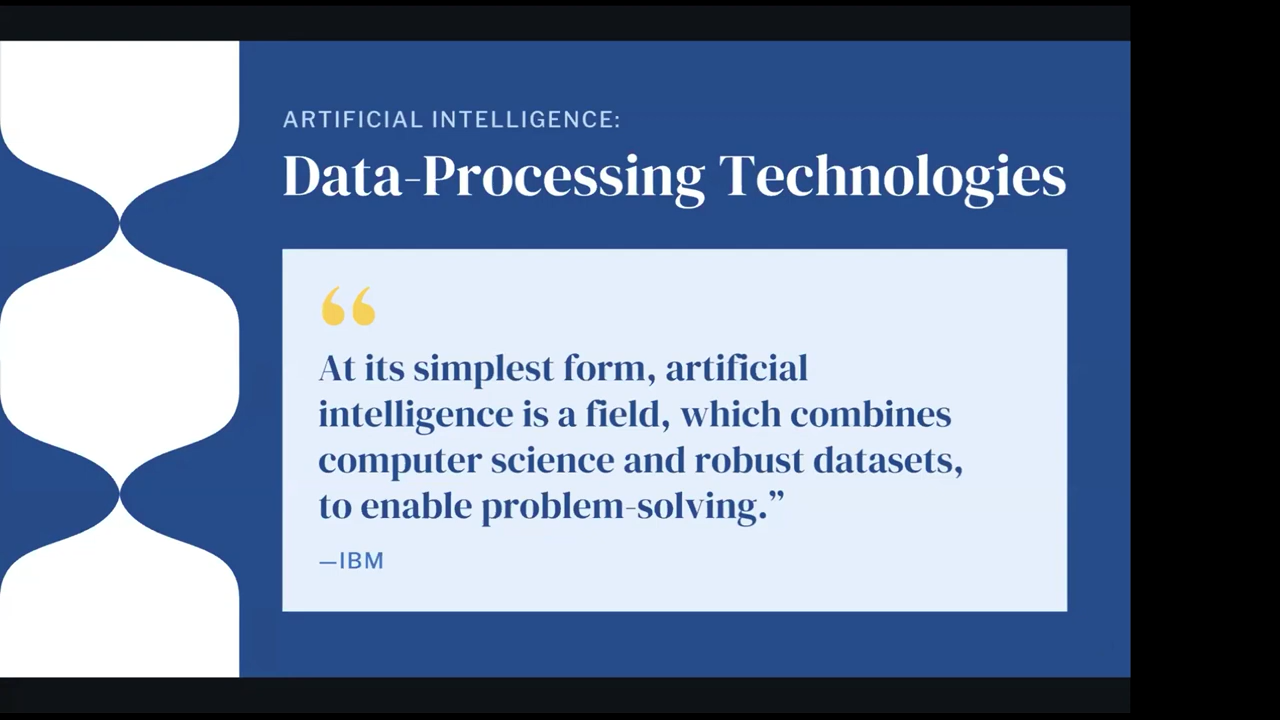 ARTIFICIAL INTELLIGENCE:
Data-Processing Technologies
“
At its simplest form, artificial
intelligence is a field, which combines
computer science and robust datasets,
to enable problem-solving.”
—IBM